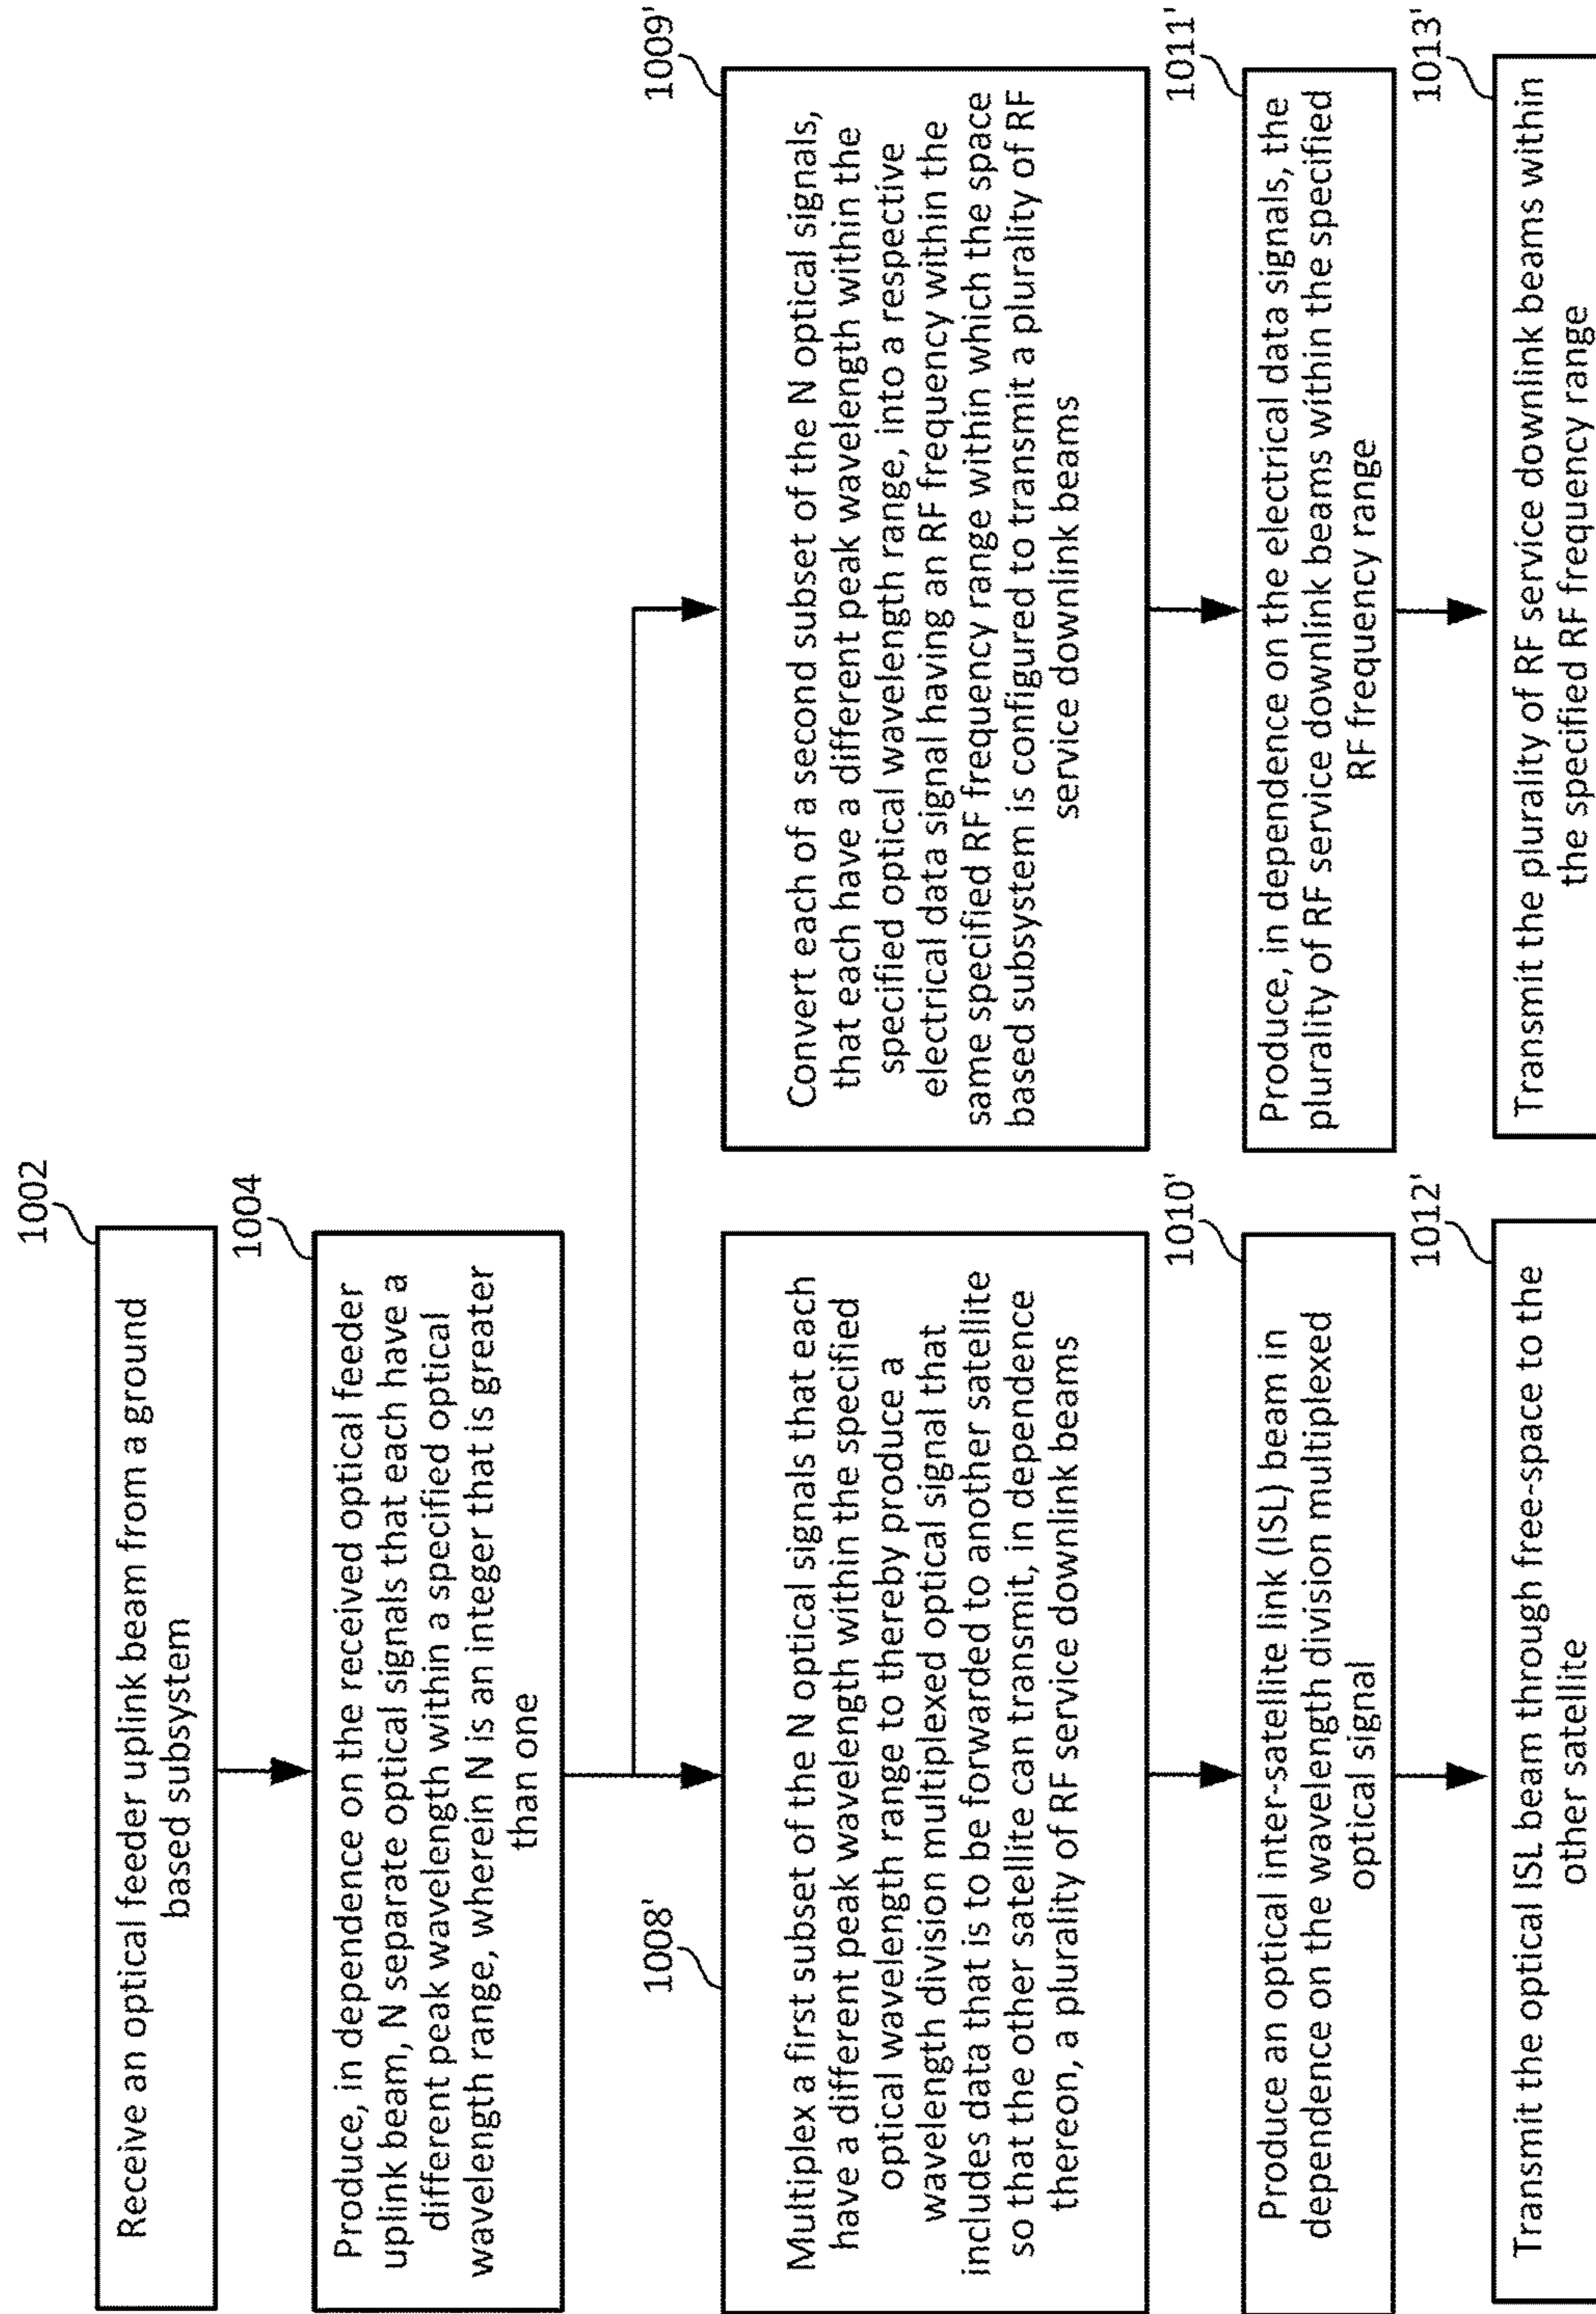 1002
Receive an optical feeder uplink beam from a ground
based subsystem
1004
Produce, in dependence on the received optical feeder
uplink beam, N separate optical signals that each have a
different peak wavelength within a specified optical
wavelength range, wherein N is an integer that is greater
than one
1008'
Multiplex a first subset of the N optical signals that each
have a different peak wavelength within the specified
optical wavelength range to thereby produce a
wavelength division multiplexed optical signal that
includes data that is to be forwarded to another satellite
so that the other satellite can transmit, in dependence
thereon, a plurality of RF service downlink beams
1010'
Produce an optical inter-satellite link (ISL) beam in
dependence on the wavelength division multiplexed
optical signal
1012'
Transmit the optical ISL beam through free-space to the
other satellite
1009'
Convert each of a second subset of the N optical signals,
that each have a different peak wavelength within the
specified optical wavelength range, into a respective
electrical data signal having an RF frequency within the
same specified RF frequency range within which the space
based subsystem is configured to transmit a plurality of RF
service downlink beams
1011'
Produce, in dependence on the electrical data signals, the
plurality of RF service downlink beams within the specified
RF frequency range
1013'
Transmit the plurality of RF service downlink beams within
the specified RF frequency range